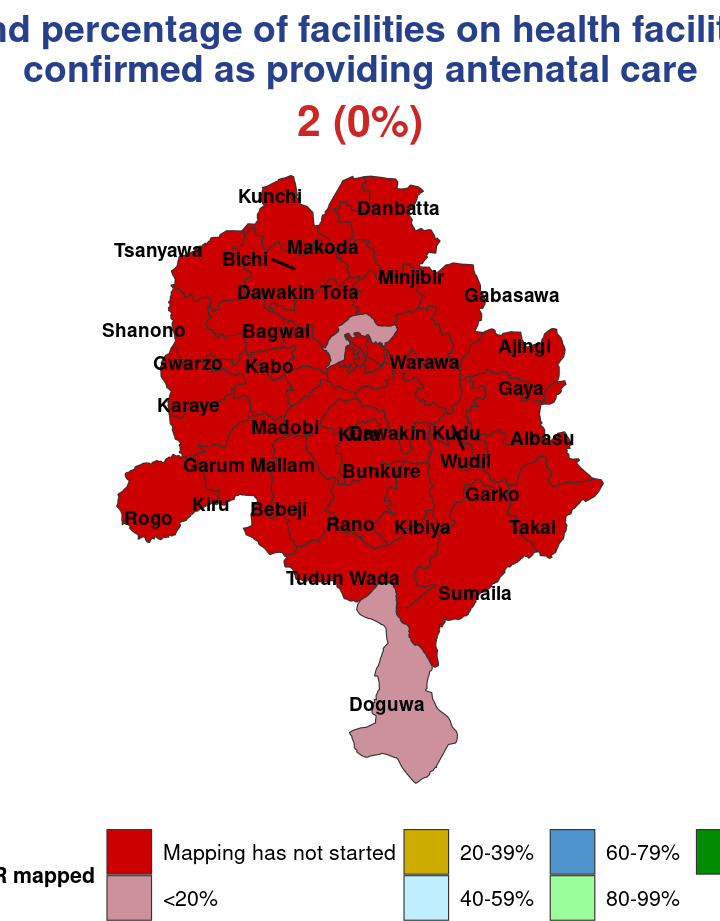 nd percentage of facilities on health facilit
confirmed as providing antenatal care
2 (0%)
Kunchi
Danbatta
Tsanyawa
Bichi
Makoda
Minjibir
Dawakin Tofa
Gabasawa
Shanono
Bagwai
Ajingi
Gwarzo
Kabo
Warawa
Gaya
Karaye
Madobi
Kura
Dawakin Kudu
Albasu
Garum Mallam
Bunkure
Wudil
Garko
Rogo
Kiru
Bebeji
Rano
Kibiya
Takai
Tudun Wada
Sumaila
Doguwa
R mapped
Mapping has not started
<20%
20-39%
40-59%
60-79%
80-99%